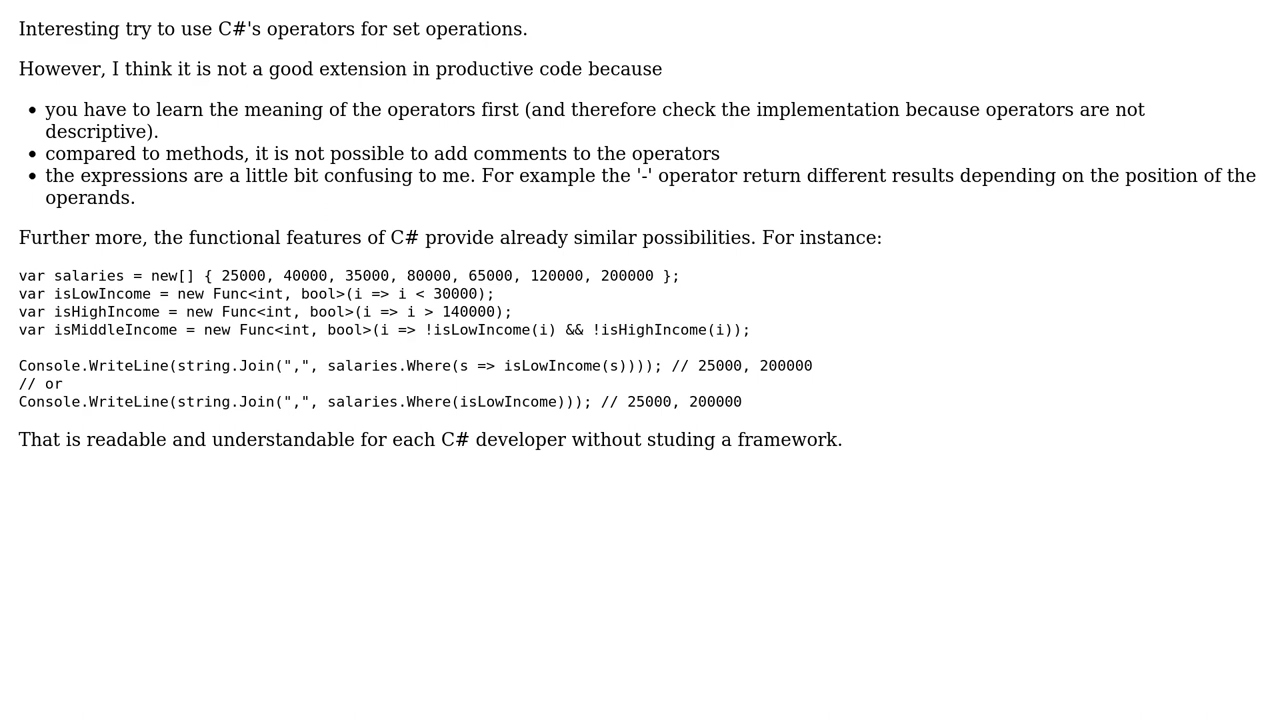 Interesting try to use C#'s operators for set operations.
However, I think it is not a good extension in productive code because
• you have to learn the meaning of the operators first (and therefore check the implementation because operators are not
descriptive).
• compared to methods, it is not possible to add comments to the operators
• the expressions are a little bit confusing to me. For example the '-' operator return different results depending on the position of the
operands.
Further more, the functional features of C# provide already similar possibilities. For instance:
var salaries = new[] { 25000, 40000, 35000, 80000, 65000, 120000, 200000 };
var isLowIncome = new Func<int, bool>(i => i < 30000);
var isHighIncome = new Func<int, bool>(i => i > 140000);
var isMiddleIncome = new Func<int, bool>(i => !isLowIncome(i) && !isHighIncome(i));
Console.WriteLine(string.Join(",", salaries.Where(s => isLowIncome(s)))); // 25000, 200000
// or
Console.WriteLine(string.Join(",", salaries.Where(isLowIncome))); // 25000, 200000
That is readable and understandable for each C# developer without studing a framework.